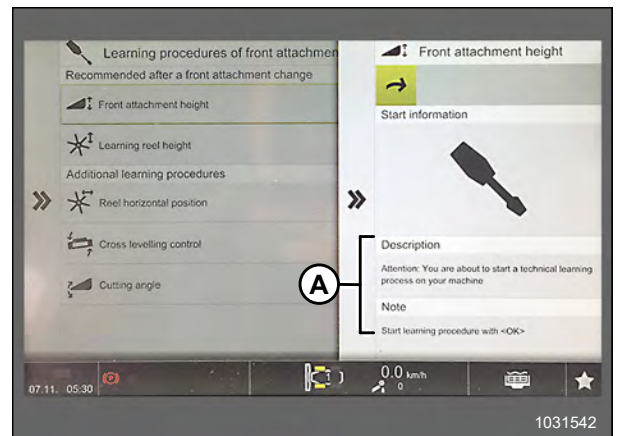 Learning procedures of front attachmen
Recommended after a front attachment change
Front attachment height
Learning reel height
Additional learning procedures
Reel horizontal position
Cross levelling control
Cutting angle
Front attachment height
Start information
Description
Attention: You are about to start a technical learning
process on your machine
Note
Start learning procedure with <OK>
A
07.11. 05:30
1
0.0 km/h
0
1031542